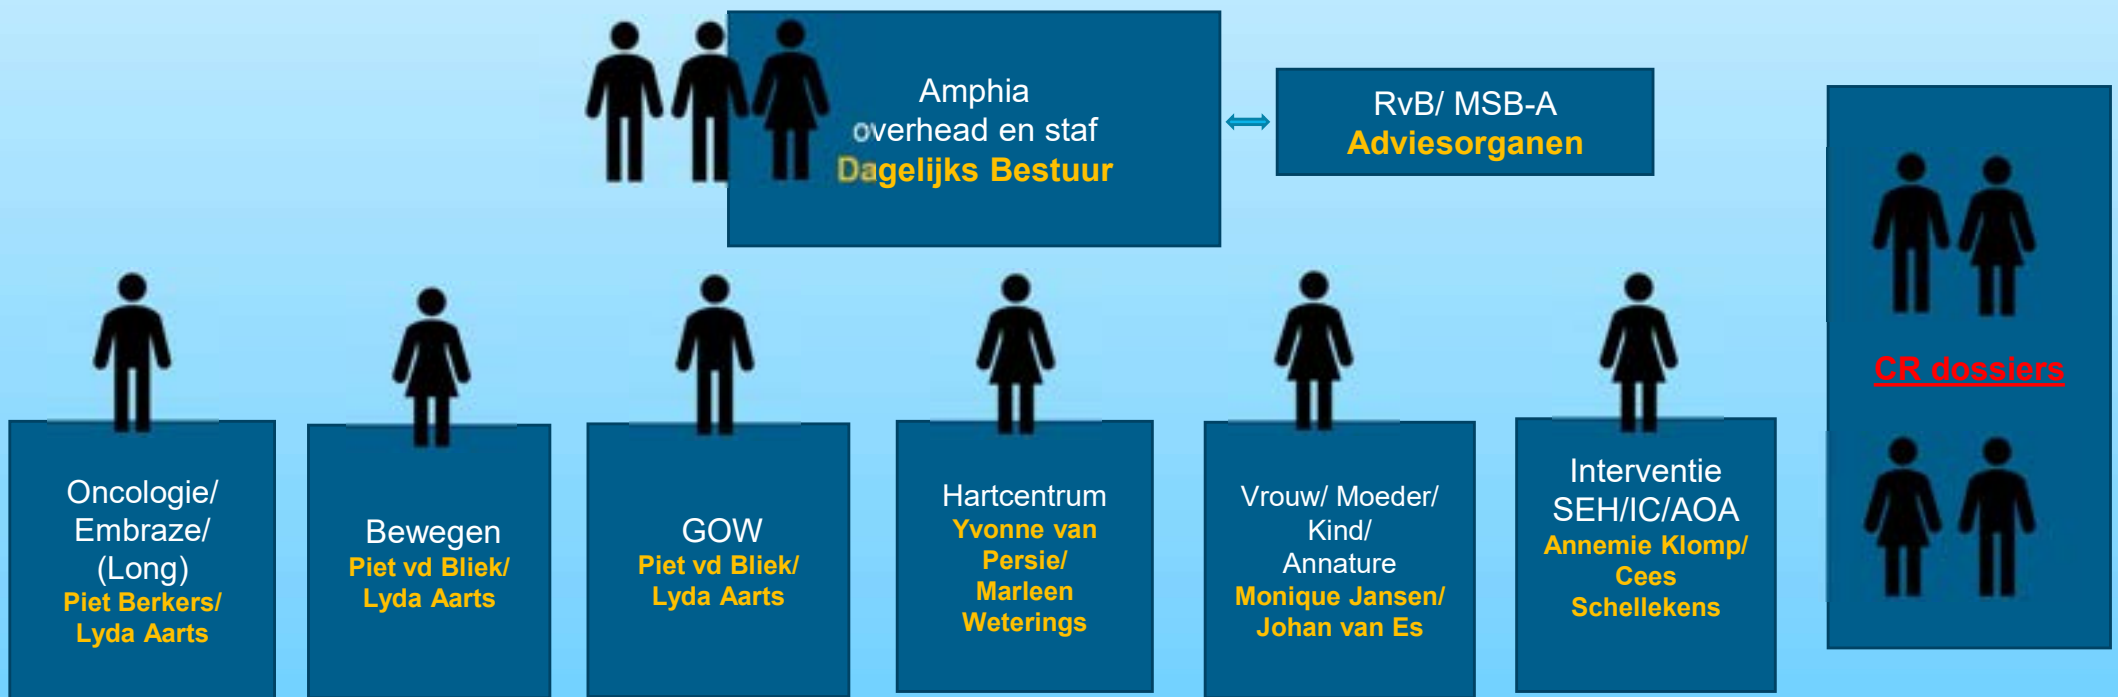 Amphia
overhead en staf
Dagelijks Bestuur
RvB/ MSB-A
Adviesorganen
CR dossiers
Oncologie/
Embraze/
(Long)
Piet Berkers/
Lyda Aarts
Bewegen
Piet vd Bliek/
Lyda Aarts
GOW
Piet vd Bliek/
Lyda Aarts
Hartcentrum
Yvonne van
Persie/
Marleen
Weterings
Vrouw/ Moeder/
Kind/
Annature
Monique Jansen/
Johan van Es
Interventie
SEH/IC/AOA
Annemie Klomp/
Cees
Schellekens